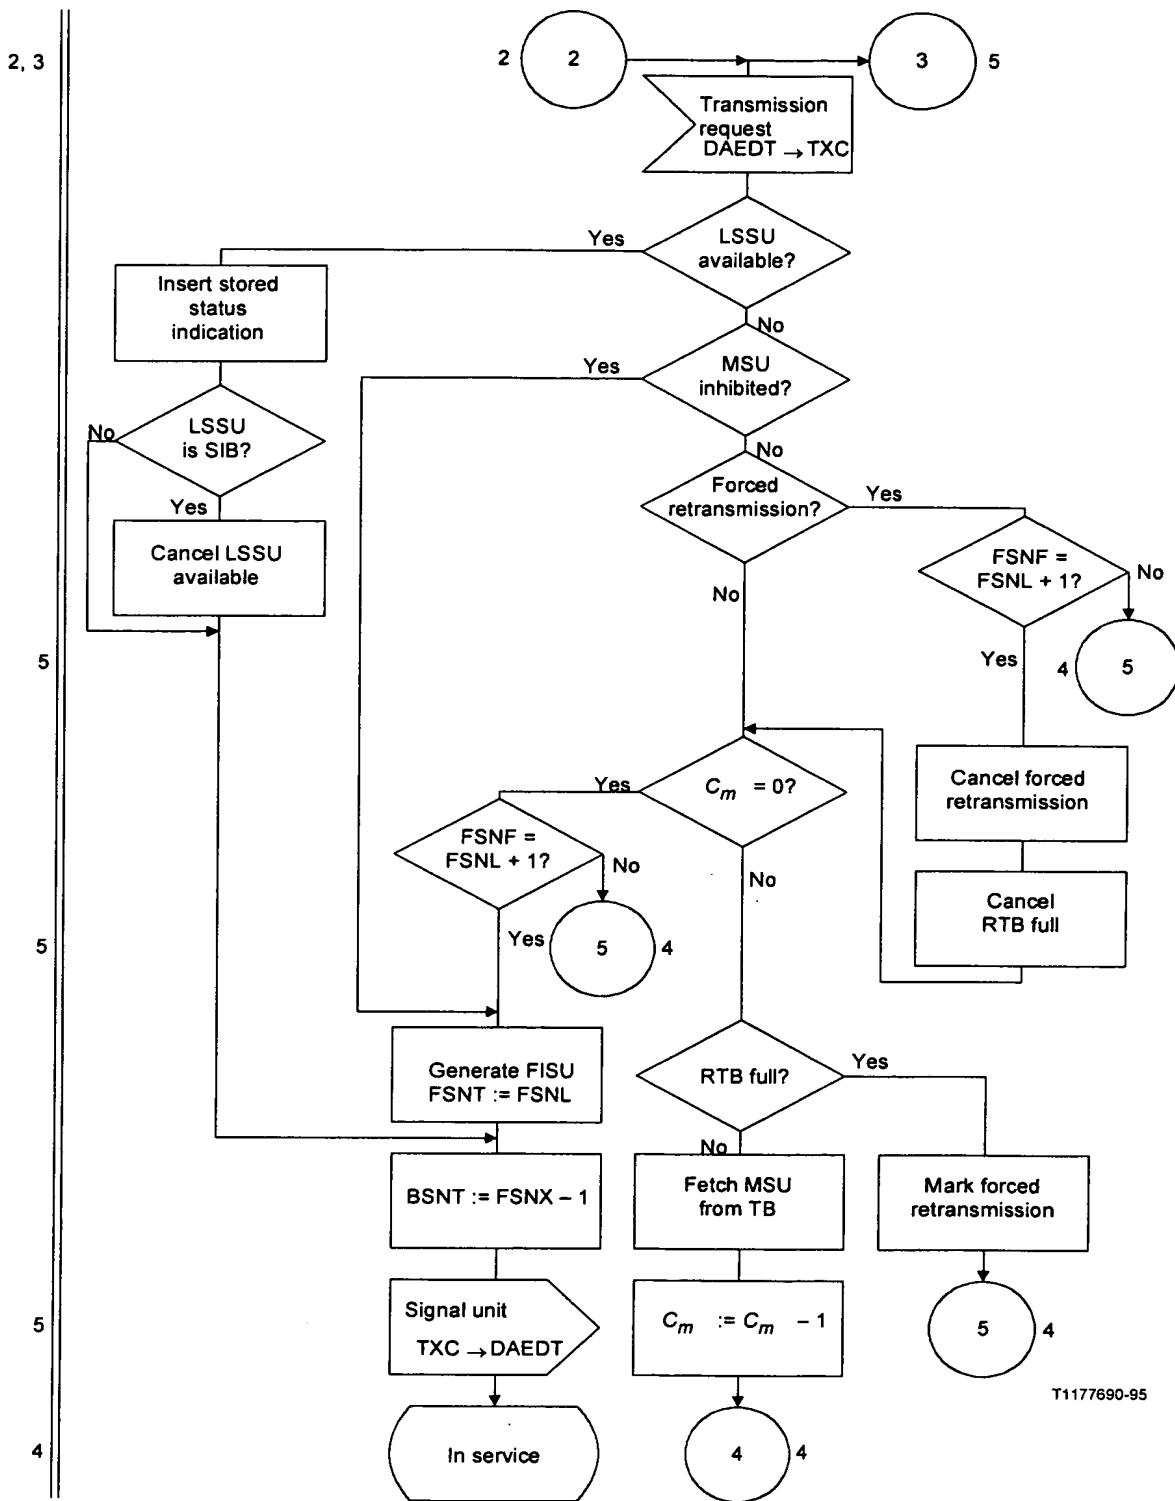 2, 3
2
2
3
5
Transmission
request
DAEDT → TXC
Yes
LSSU
available?
Insert stored
status
indication
No
Yes
MSU
inhibited?
No
LSSU
is SIB?
No
Forced
retransmission?
Yes
Yes
Cancel LSSU
available
FSNF =
FSNL + 1?
No
No
5
Yes
4
5
Cancel forced
retransmission
Yes
Cm = 0?
FSNF =
FSNL + 1?
No
No
Cancel
RTB full
5
Yes
5
4
Generate FISU
FSNT := FSNL
RTB full?
Yes
No
BSNT := FSNX – 1
Fetch MSU
from TB
Mark forced
retransmission
5
Signal unit
TXC → DAEDT
Cm := Cm – 1
5
4
T1177690-95
4
In service
4
4